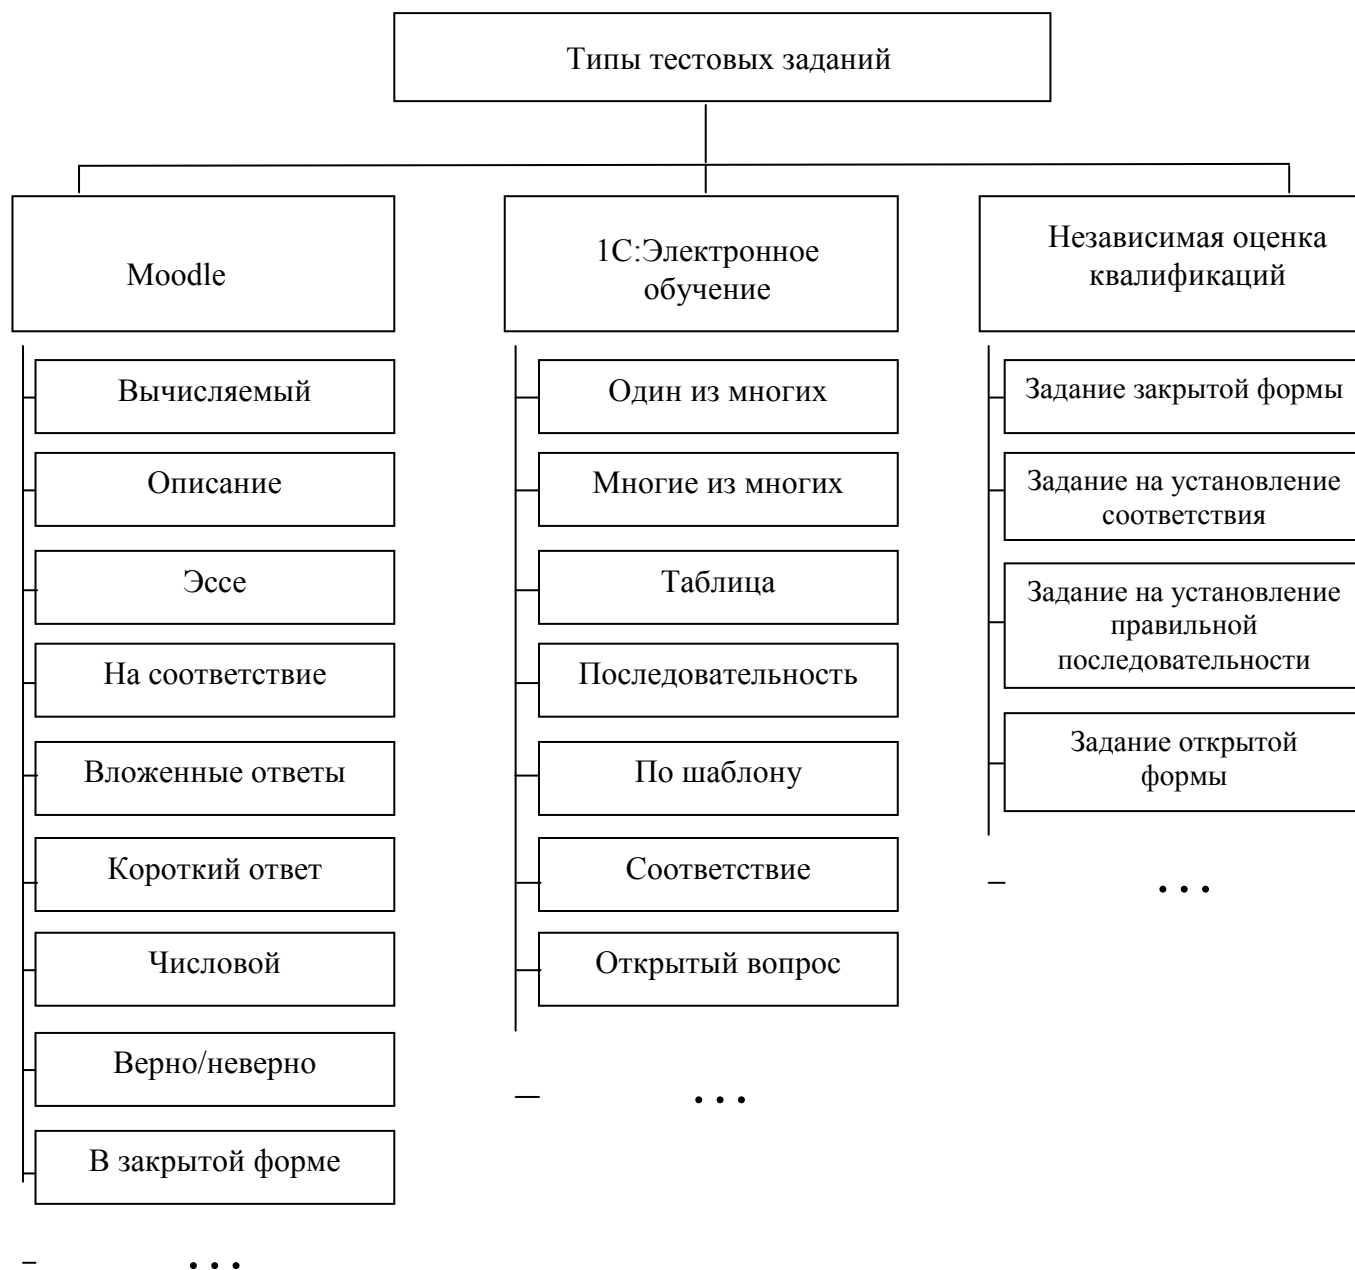 Типы тестовых заданий
Moodle
Вычисляемый
Описание
Эссе
На соответствие
Вложенные ответы
Короткий ответ
Числовой
Верно/неверно
В закрытой форме
...
1С:Электронное
обучение
Один из многих
Многие из многих
Таблица
Последовательность
По шаблону
Соответствие
Открытый вопрос
...
Независимая оценка
квалификаций
Задание закрытой формы
Задание на установление
соответствия
Задание на установление
правильной
последовательности
Задание открытой
формы
...